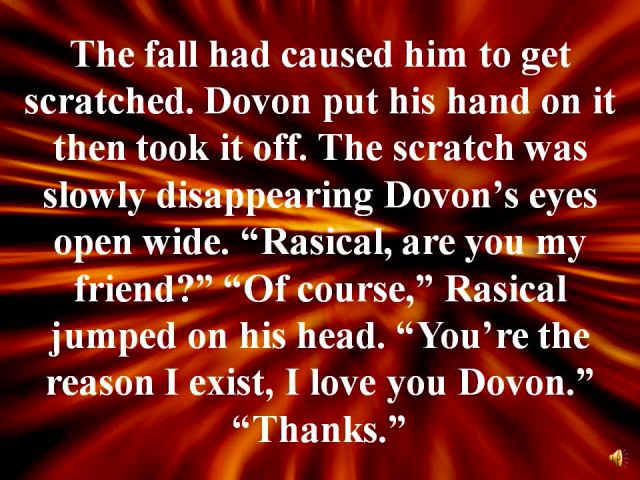 The fall had caused him to get
scratched. Dovon put his hand on it
then took it off. The scratch was
slowly disappearing Dovon’s eyes
open wide. “Rasical, are you my
friend?” “Of course,” Rasical
jumped on his head. “You’re the
reason I exist, I love you Dovon.”
“Thanks.”